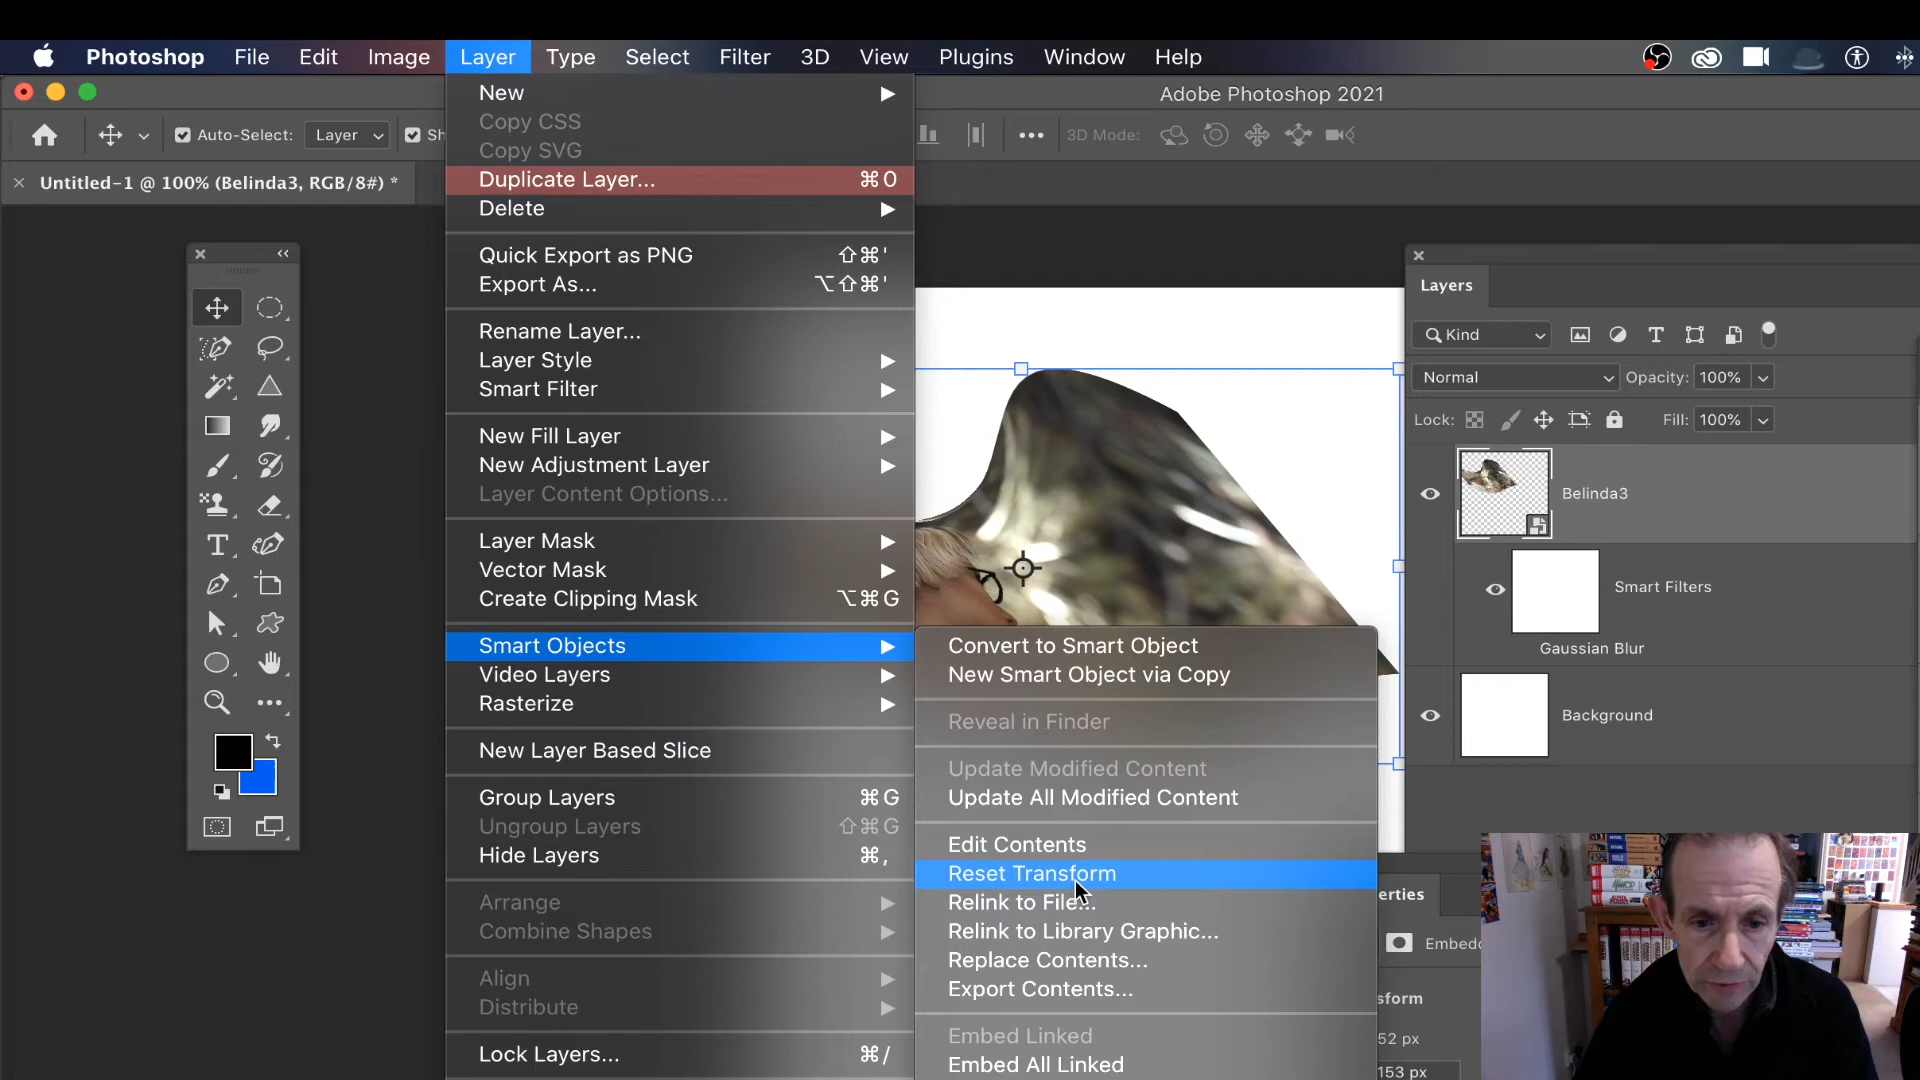 Photoshop File Edit Image Layer Type Select Filter 3D View Plugins Window Help
Adobe Photoshop 2021
Auto-Select: Layer Sh
3D Mode:
Untitled-1 @ 100% (Belinda3, RGB/8#) *
New
Copy CSS
Copy SVG
Duplicate Layer... ⌘O
Delete
Quick Export as PNG ⇧⌘'
Export As... ⌥⇧⌘'
Rename Layer...
Layer Style
Smart Filter
New Fill Layer
New Adjustment Layer
Layer Content Options...
Layer Mask
Vector Mask
Create Clipping Mask ⌥⌘G
Smart Objects
Video Layers
Rasterize
New Layer Based Slice
Group Layers ⌘G
Ungroup Layers ⇧⌘G
Hide Layers ⌘,
Arrange
Combine Shapes
Align
Distribute
Lock Layers... ⌘/
Convert to Smart Object
New Smart Object via Copy
Reveal in Finder
Update Modified Content
Update All Modified Content
Edit Contents
Reset Transform
Relink to File...
Relink to Library Graphic...
Replace Contents...
Export Contents...
Embed Linked
Embed All Linked
Layers
Kind
Normal Opacity: 100%
Lock: Fill: 100%
Belinda3
Smart Filters
Gaussian Blur
Background
erties
Embedd
sform
52 px
153 px